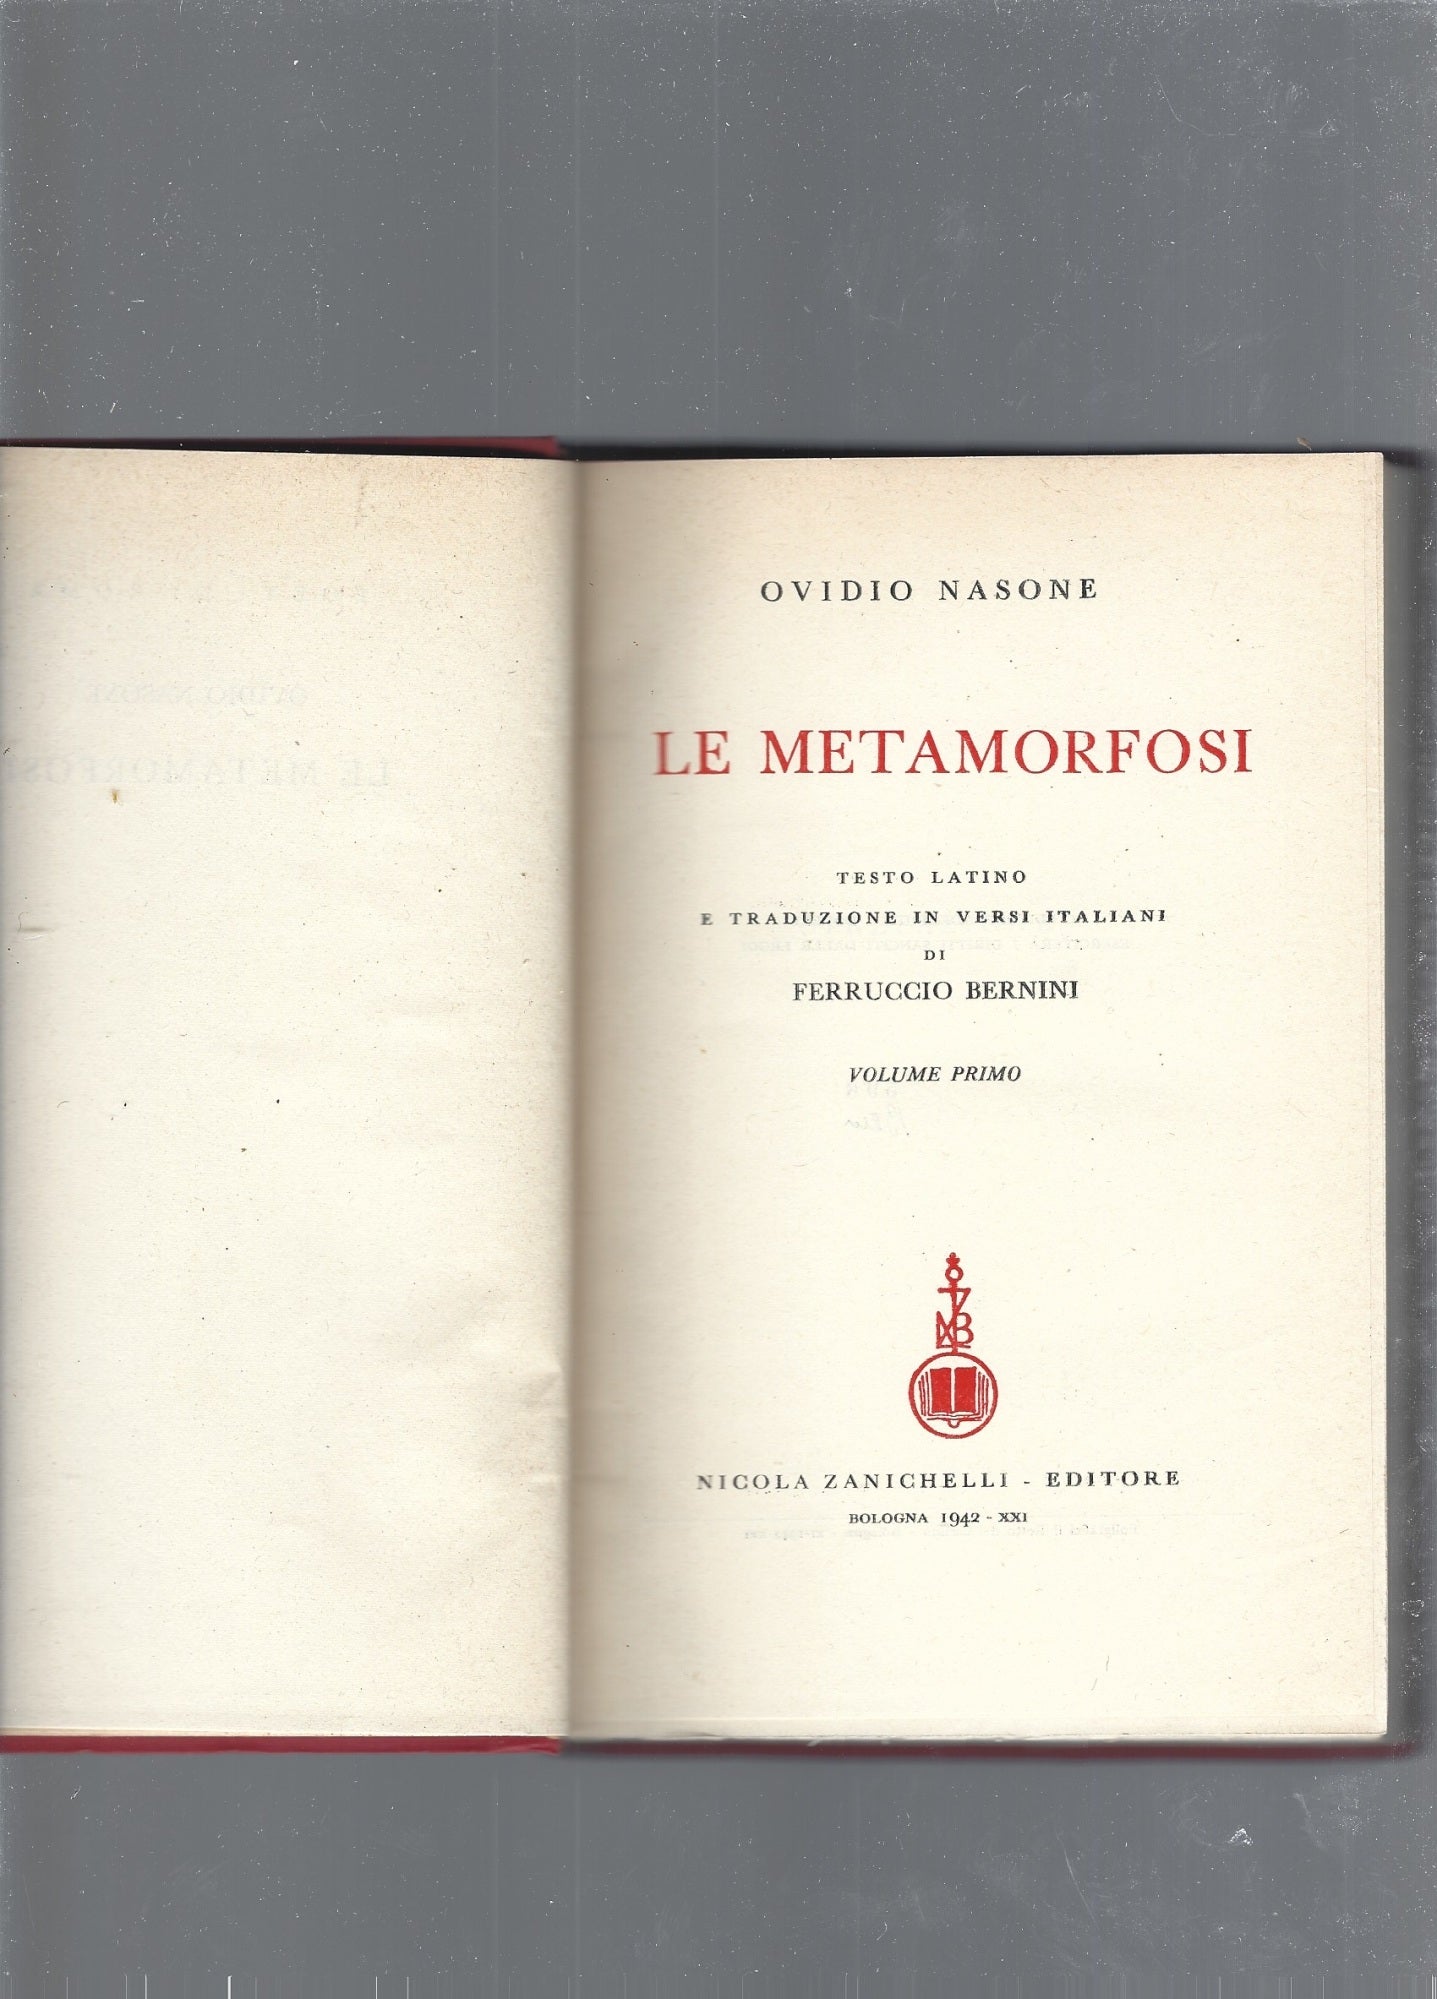 OVIDIO NASONE
LE METAMORFOSI
TESTO LATINO
E TRADUZIONE IN VERSI ITALIANI
DI
FERRUCCIO BERNINI
VOLUME PRIMO
NICOLA ZANICHELLI - EDITORE
BOLOGNA 1942 - XXI